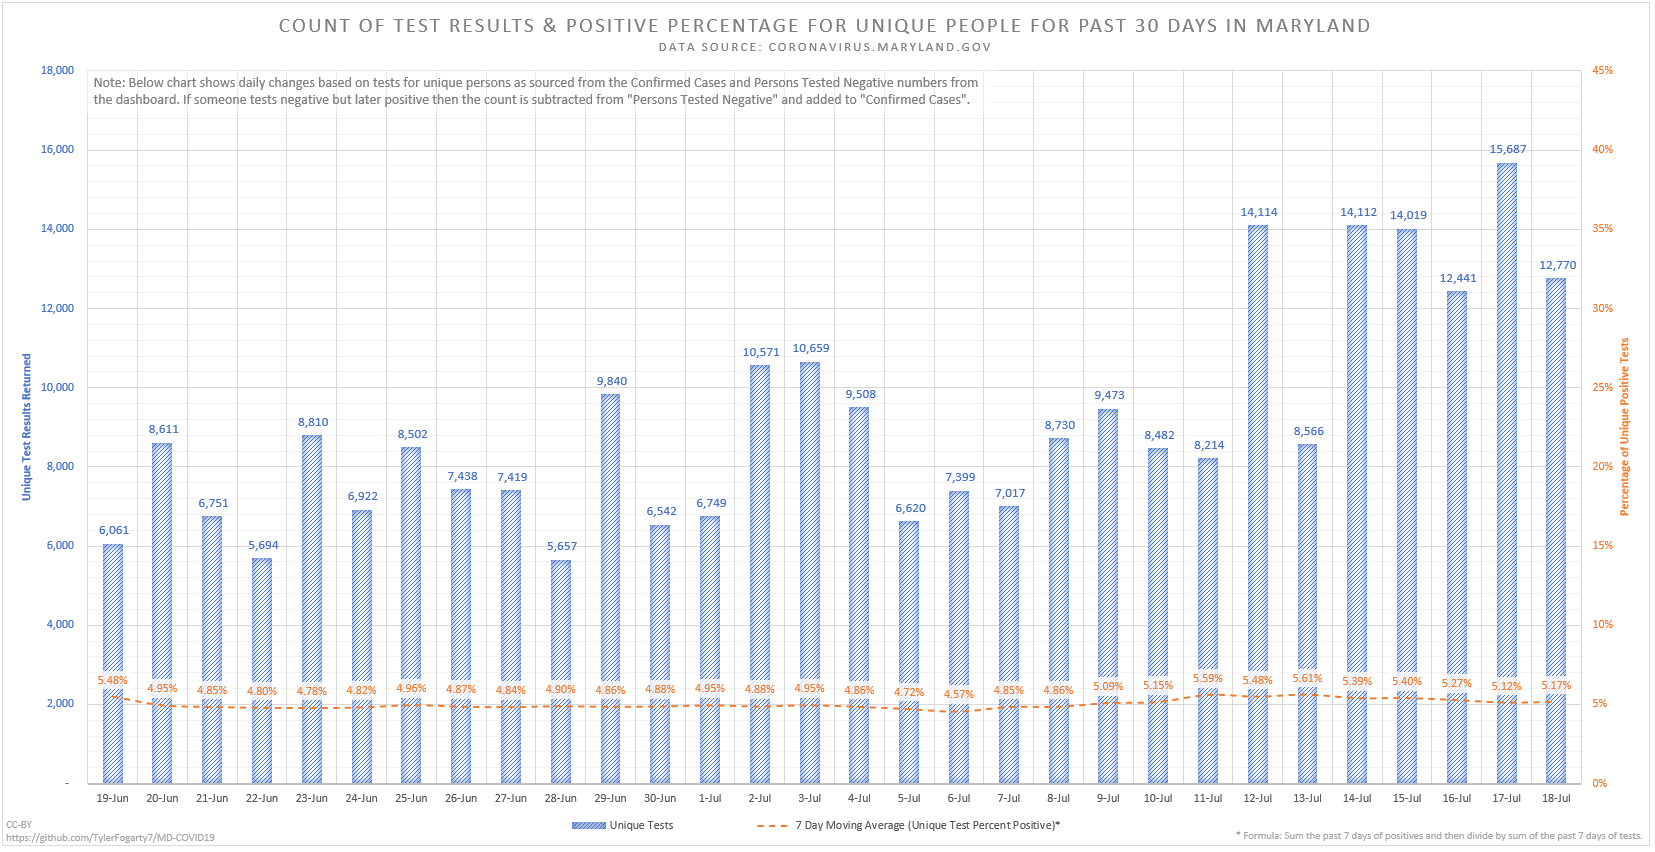 COUNT OF TEST RESULTS & POSITIVE PERCENTAGE FOR UNIQUE PEOPLE FOR PAST 30 DAYS IN MARYLAND
DATA SOURCE: CORONAVIRUS.MARYLAND.GOV
Note: Below chart shows daily changes based on tests for unique persons as sourced from the Confirmed Cases and Persons Tested Negative numbers from
the dashboard. If someone tests negative but later positive then the count is subtracted from "Persons Tested Negative" and added to "Confirmed Cases".
Unique Test Results Returned
18,000
16,000
14,000
12,000
10,000
8,000
6,000
4,000
2,000
-
6,061 8,611 6,751 5,694 8,810 6,922 8,502 7,438 7,419 5,657 9,840 6,542 6,749 10,571 10,659 9,508 6,620 7,399 7,017 8,730 9,473 8,482 8,214 14,114 8,566 14,112 14,019 12,441 15,687 12,770
5.48% 4.95% 4.85% 4.80% 4.78% 4.82% 4.96% 4.87% 4.84% 4.90% 4.86% 4.88% 4.95% 4.88% 4.95% 4.86% 4.72% 4.57% 4.85% 4.86% 5.09% 5.15% 5.59% 5.48% 5.61% 5.39% 5.40% 5.27% 5.12% 5.17%
45%
40%
35%
30%
25%
20%
15%
10%
5%
0%
Percentage of Unique Positive Tests
19-Jun 20-Jun 21-Jun 22-Jun 23-Jun 24-Jun 25-Jun 26-Jun 27-Jun 28-Jun 29-Jun 30-Jun 1-Jul 2-Jul 3-Jul 4-Jul 5-Jul 6-Jul 7-Jul 8-Jul 9-Jul 10-Jul 11-Jul 12-Jul 13-Jul 14-Jul 15-Jul 16-Jul 17-Jul 18-Jul
Unique Tests 7 Day Moving Average (Unique Test Percent Positive)*
CC-BY
https://github.com/TylerFogarty7/MD-COVID19
* Formula: Sum the past 7 days of positives and then divide by sum of the past 7 days of tests.